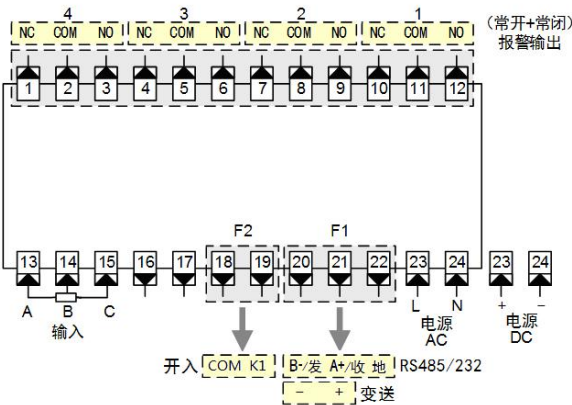 4 3 2 1
NC COM NO NC COM NO NC COM NO NC COM NO (常开+常闭)
报警输出
1 2 3 4 5 6 7 8 9 10 11 12
F2 F1
13 14 15 16 17 18 19 20 21 22 23 24 23 24
A B C L N + −
输入 电源 电源
AC DC
开入 COM K1 B-/发 A+/收 地 RS485/232
− + 变送